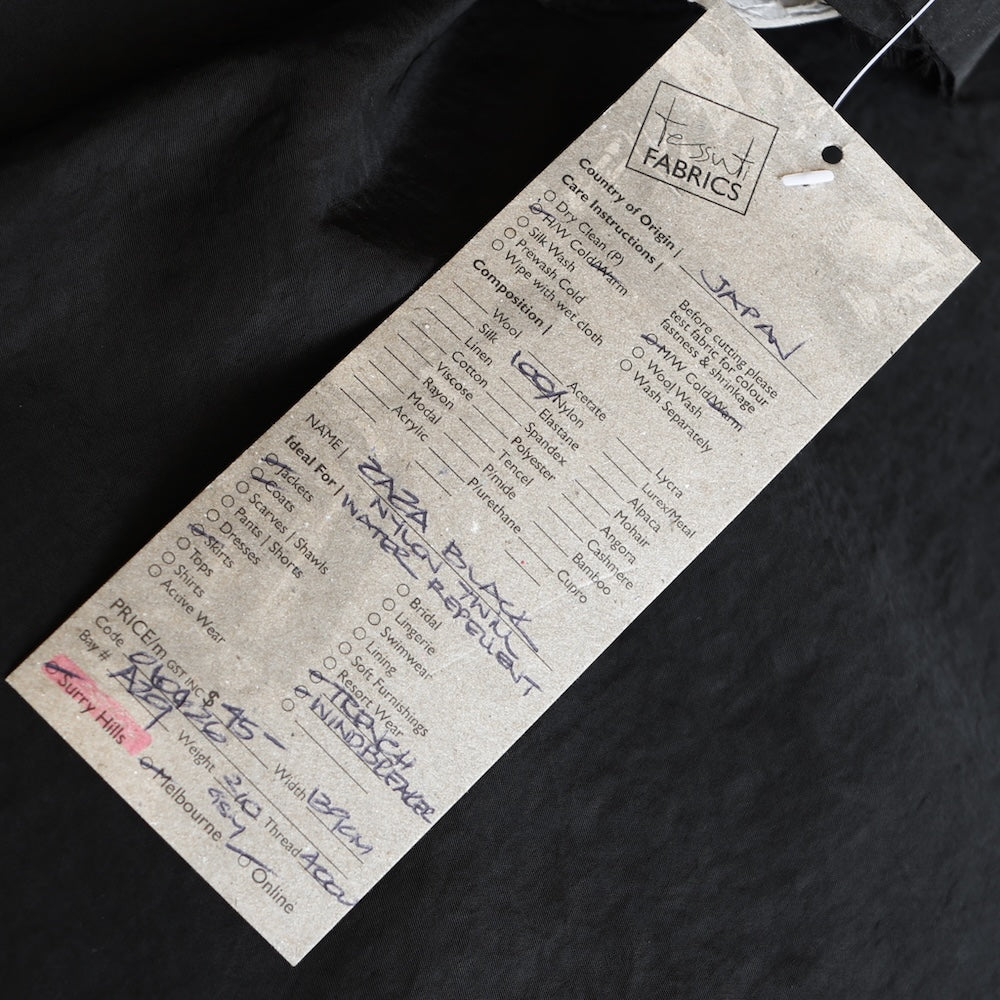 tessuti
FABRICS
Country of Origin | JAPAN
Care Instructions |
Before cutting please
test fabric for colour
fastness & shrinkage
Dry Clean (P)
H/W Cold/Warm
Silk Wash
Prewash Cold
Wipe with wet cloth
M/W Cold/Warm
Wool Wash
Wash Separately
Composition |
Wool
Silk
Linen
Cotton
Viscose
Rayon
Modal
Acrylic
Acetate
100% Nylon
Elastane
Spandex
Polyester
Tencel
P/mide
P/urethane
Lycra
Lurex/Metal
Alpaca
Mohair
Angora
Cashmere
Bamboo
Cupro
NAME | ZAZA BLACK
NYLON TWILL
WATER REPELLENT
Ideal For |
Jackets
Coats
Scarves | Shawls
Pants | Shorts
Dresses
Skirts
Tops
Shirts
Active Wear
Bridal
Lingerie
Swimwear
Lining
Soft Furnishings
Resort Wear
TRENCH
WINDBREAKER
PRICE/m GST INC $ 45-
Width 139CM
Code
Weight
Thread
Bay # A29
Surry Hills
Melbourne
Online